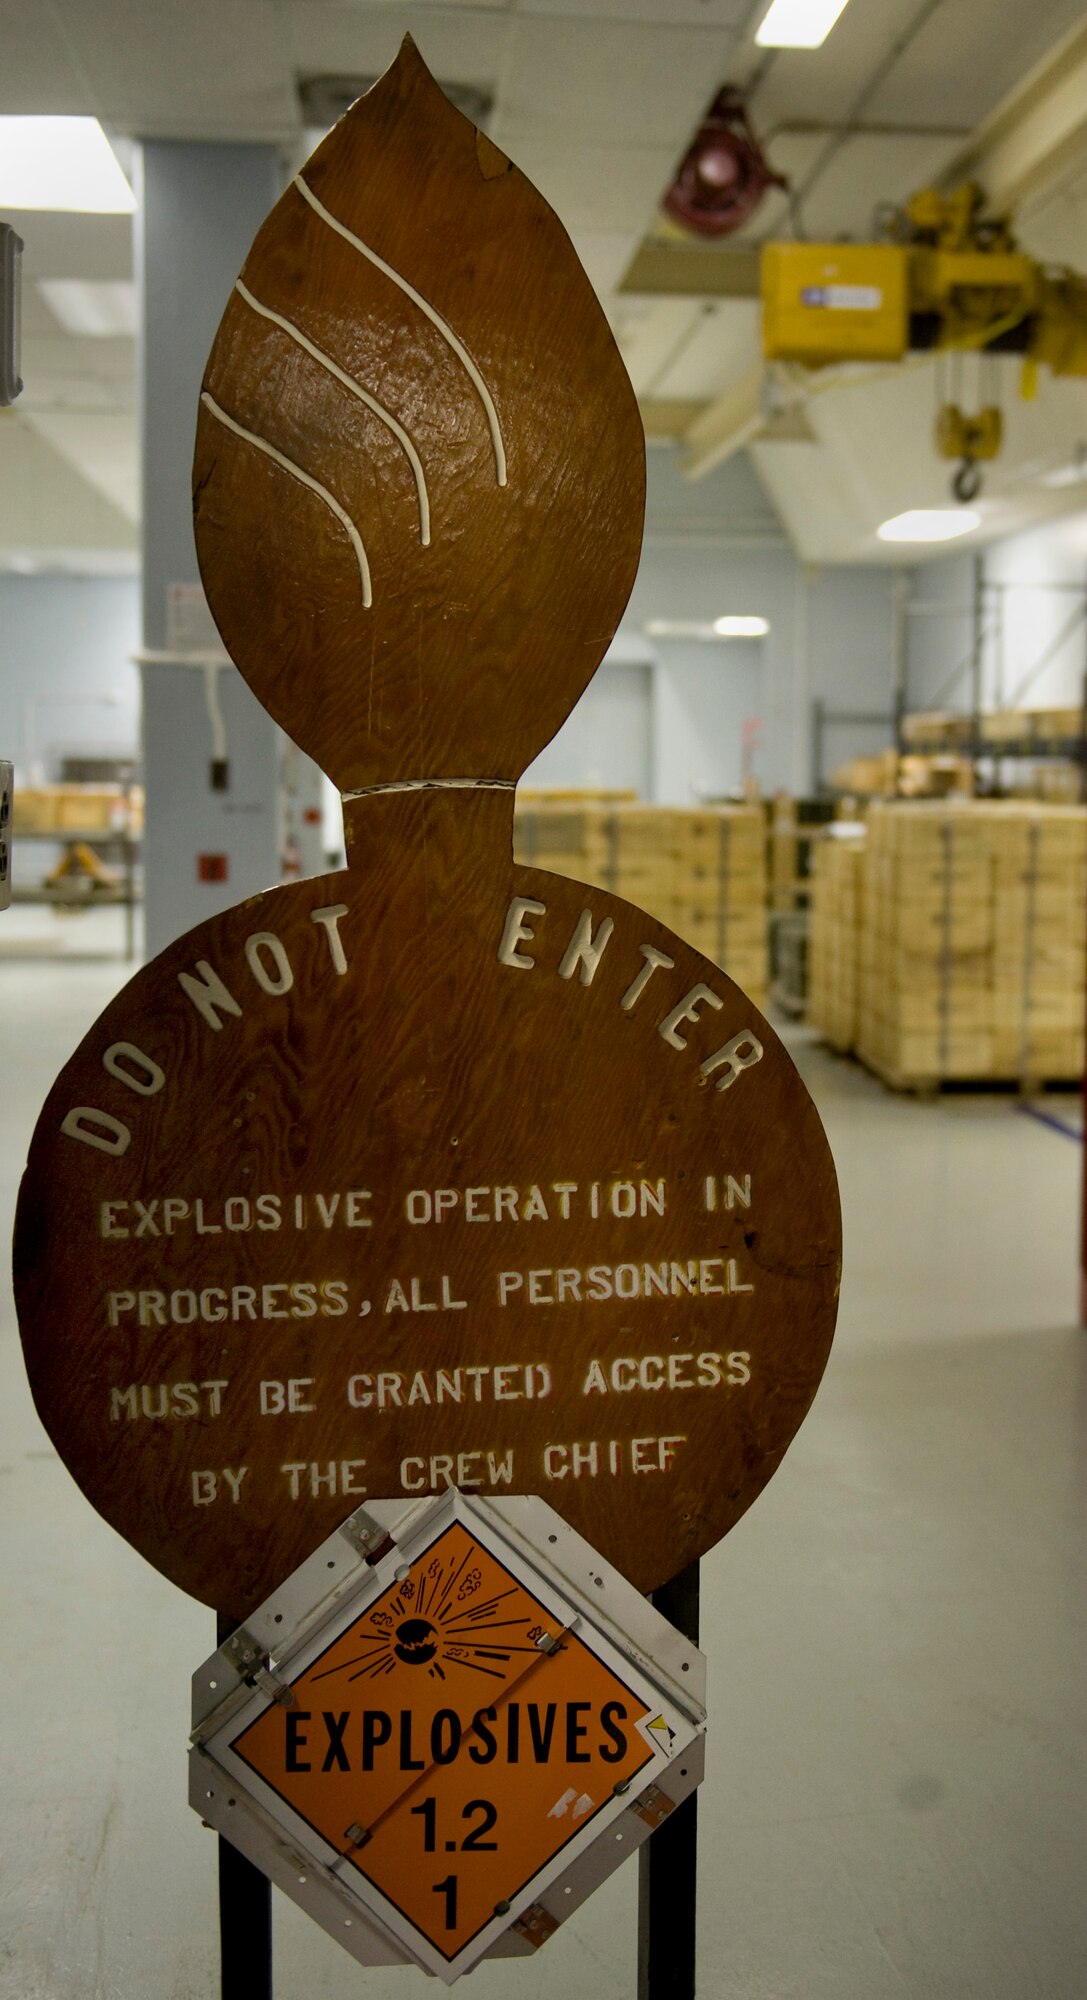 DO NOT ENTER
EXPLOSIVE OPERATION IN
PROGRESS, ALL PERSONNEL
MUST BE GRANTED ACCESS
BY THE CREW CHIEF
EXPLOSIVES
1.2
1